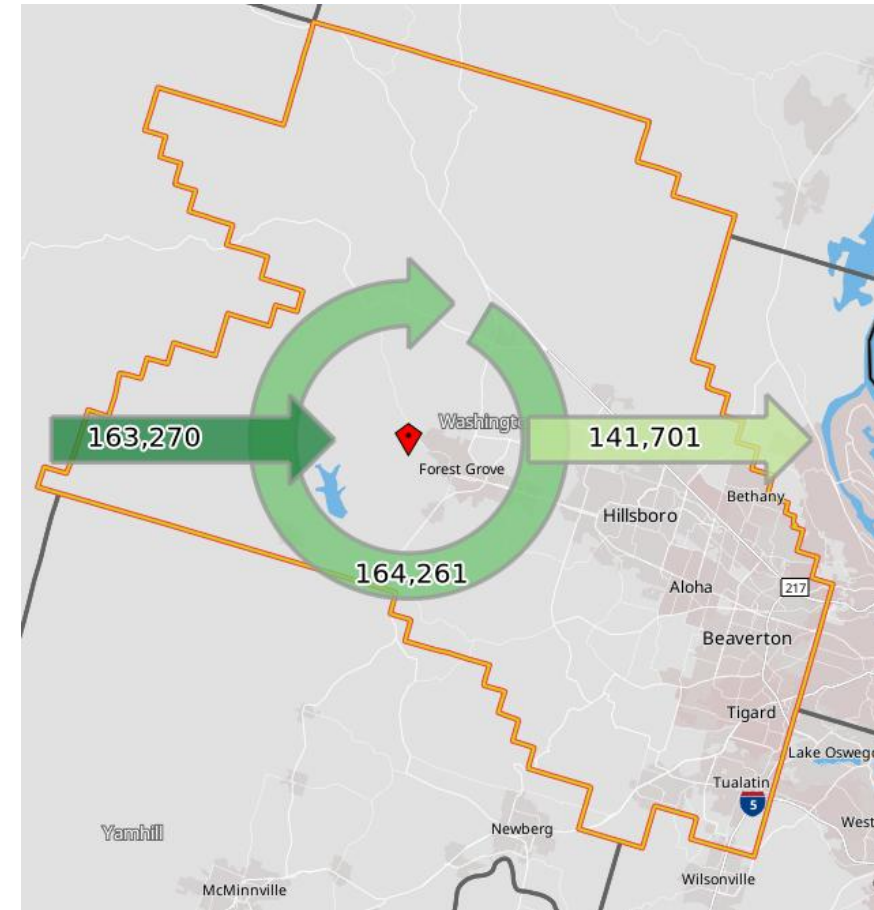 Washingto
163,270
141,701
Forest Grove
Bethany
Hillsboro
164,261
Aloha
217
Beaverton
Tigard
Lake Oswego
Tualatin
5
West
Yamhill
Newberg
Wilsonville
McMinnville